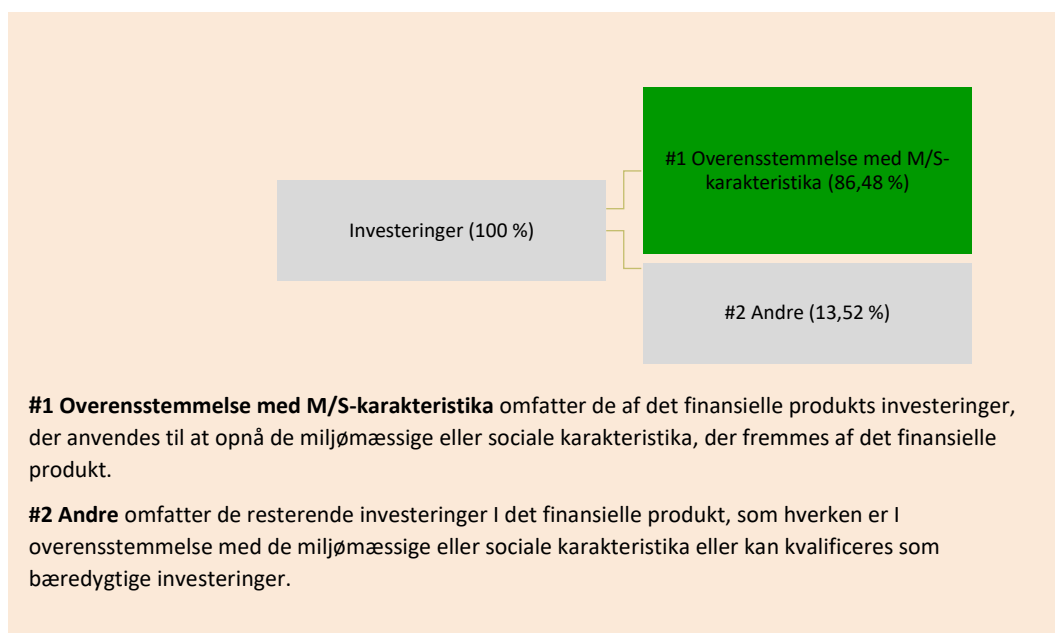 #1 Overensstemmelse med M/S-
karakteristika (86,48 %)
Investeringer (100 %)
#2 Andre (13,52 %)
#1 Overensstemmelse med M/S-karakteristika omfatter de af det finansielle produkts investeringer,
der anvendes til at opnå de miljømæssige eller sociale karakteristika, der fremmes af det finansielle
produkt.
#2 Andre omfatter de resterende investeringer I det finansielle produkt, som hverken er I
overensstemmelse med de miljømæssige eller sociale karakteristika eller kan kvalificeres som
bæredygtige investeringer.